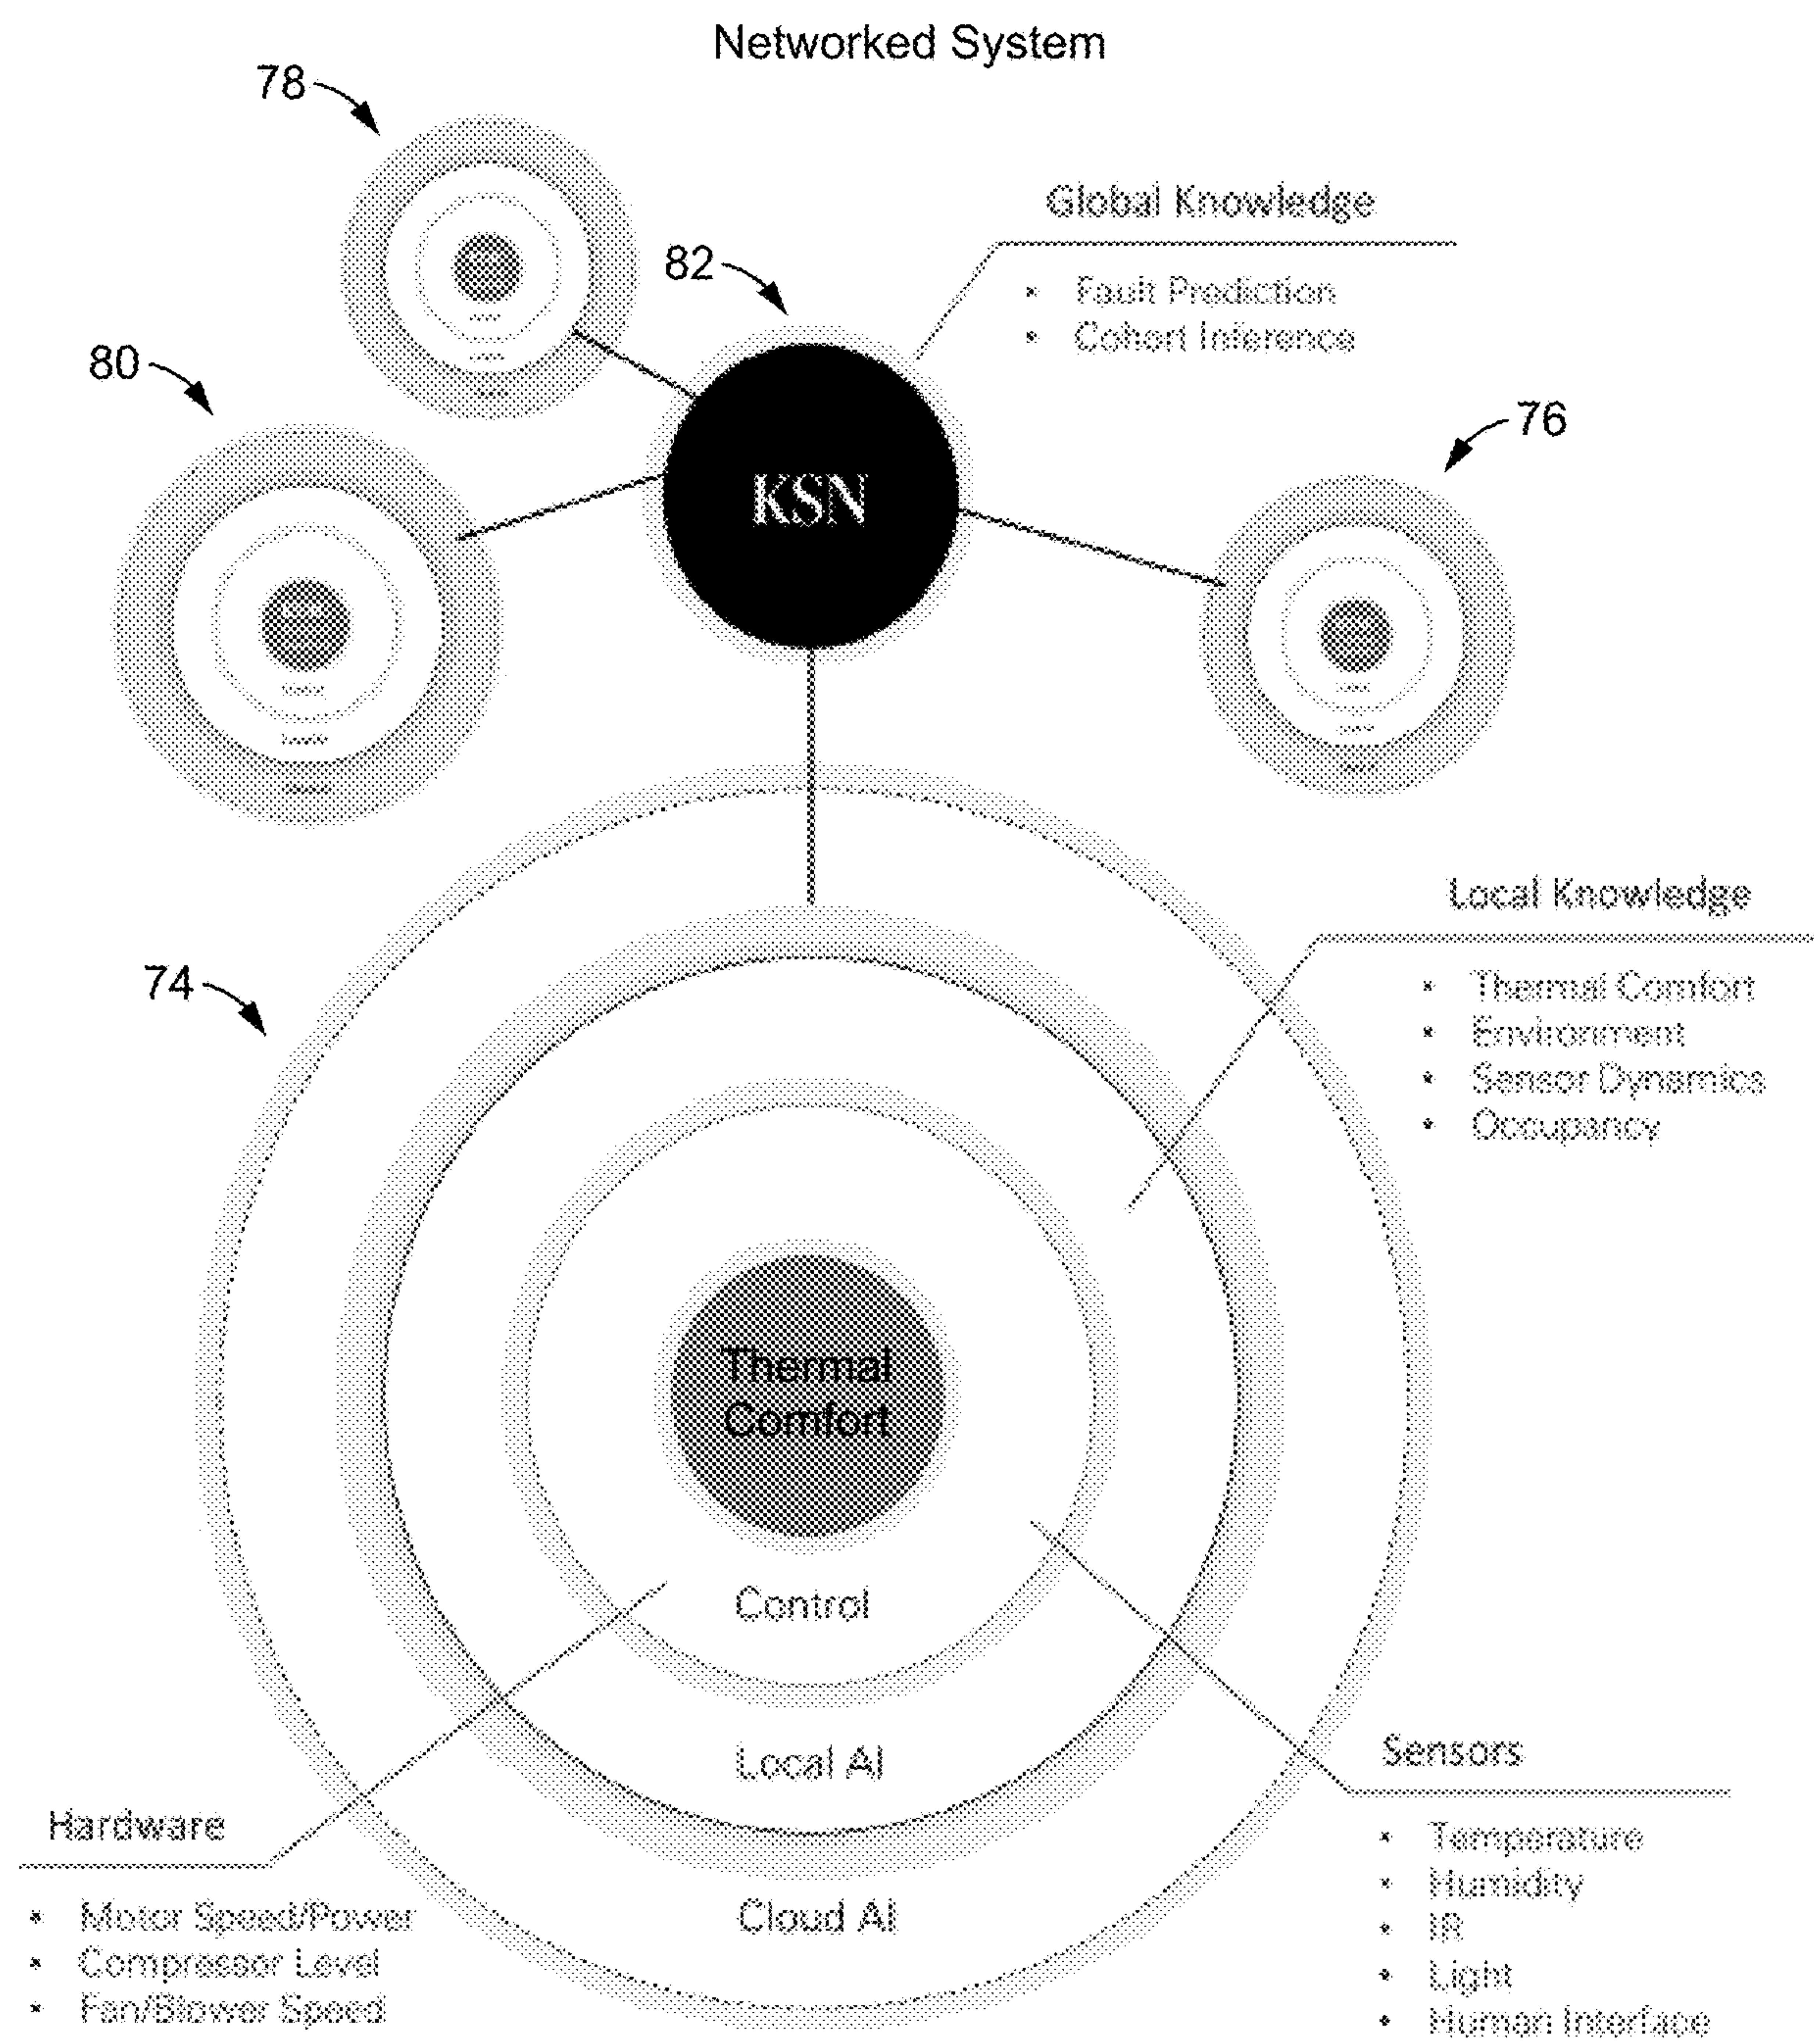 Networked System
78
Global Knowledge
82
• Fault Prediction
• Cohort Inference
80
76
KSN
Local Knowledge
74
• Thermal Comfort
• Environment
• Sensor Dynamics
• Occupancy
Thermal
Comfort
Control
Local AI
Cloud AI
Hardware
• Motor Speed/Power
• Compressor Level
• Fan/Blower Speed
Sensors
• Temperature
• Humidity
• IR
• Light
• Human Interface